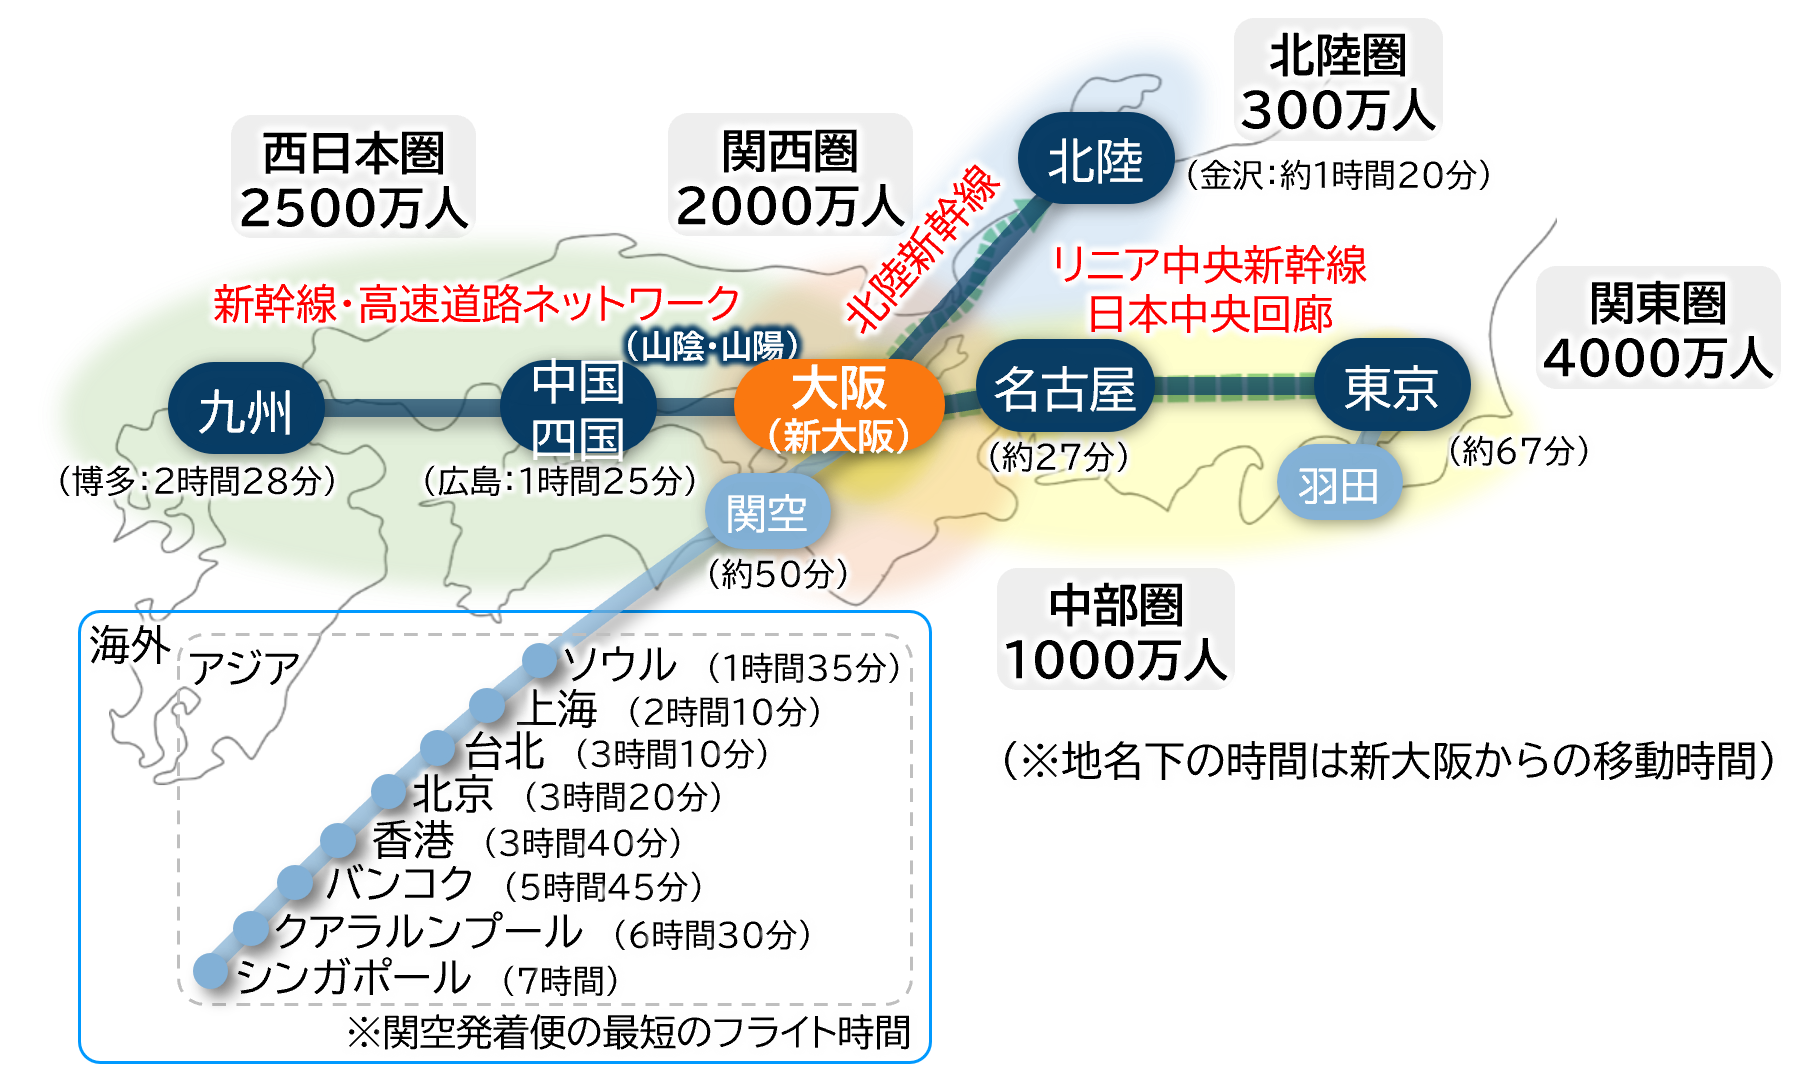 北陸圏
300万人
西日本圏
2500万人
関西圏
2000万人
北陸
(金沢:約1時間20分)
北陸新幹線
リニア中央新幹線
日本中央回廊
関東圏
4000万人
新幹線・高速道路ネットワーク
(山陰・山陽)
九州
(博多:2時間28分)
中国
四国
(広島:1時間25分)
大阪
(新大阪)
名古屋
(約27分)
東京
(約67分)
羽田
関空
(約50分)
中部圏
1000万人
海外
アジア
ソウル (1時間35分)
上海 (2時間10分)
台北 (3時間10分)
北京 (3時間20分)
香港 (3時間40分)
バンコク (5時間45分)
クアラルンプール (6時間30分)
シンガポール (7時間)
※関空発着便の最短のフライト時間
(※地名下の時間は新大阪からの移動時間)